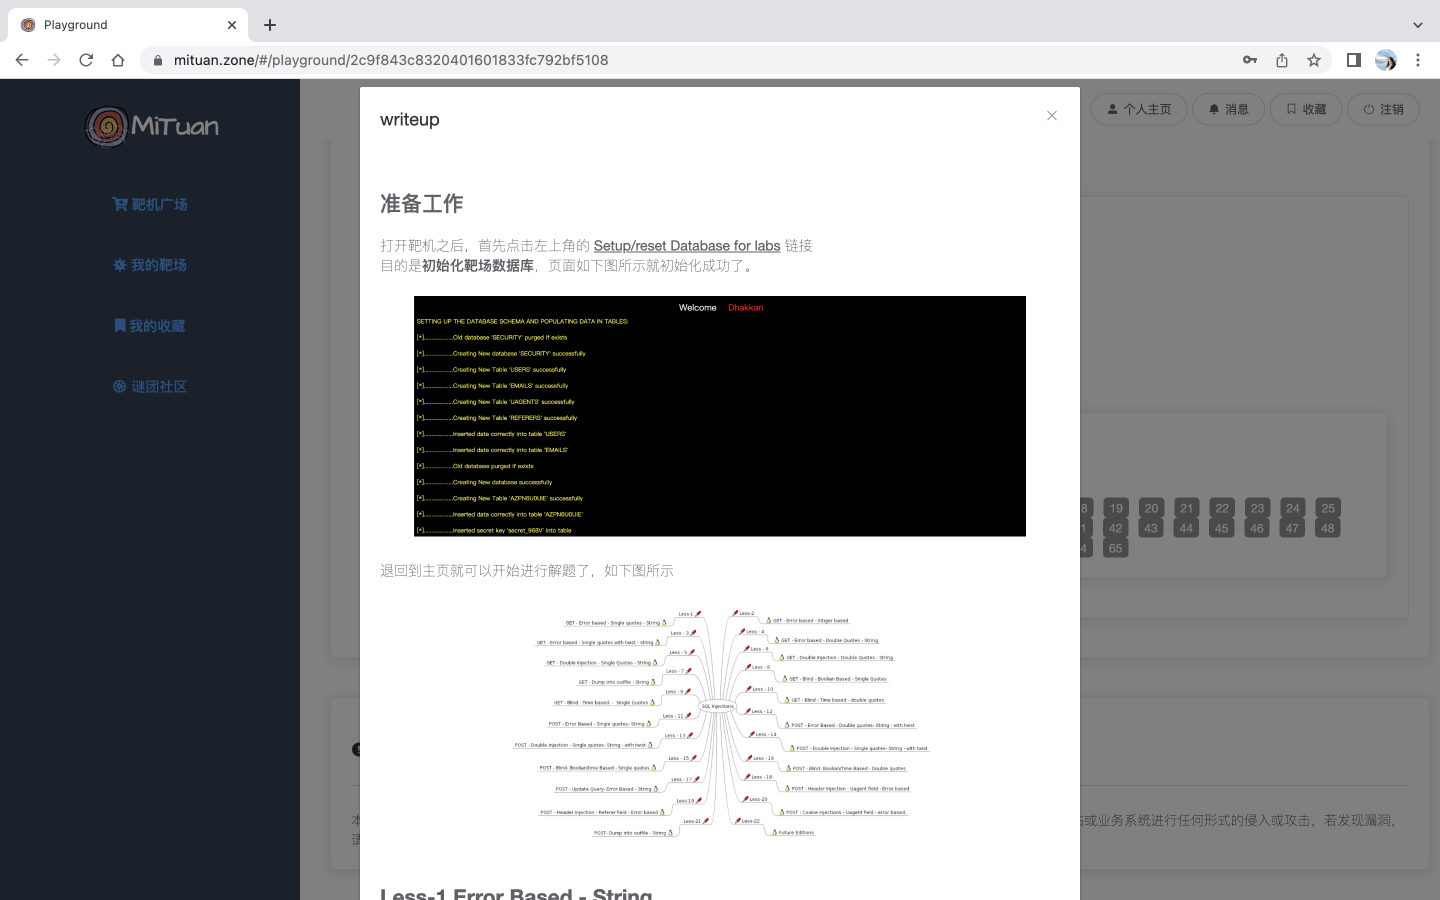 Playground
mituan.zone/#/playground/2c9f843c8320401601833fc792bf5108
MiTuan
靶机广场
我的靶场
我的收藏
谜团社区
个人主页
消息
收藏
注销
writeup
准备工作
打开靶机之后，首先点击左上角的 Setup/reset Database for labs 链接
目的是初始化靶场数据库，页面如下图所示就初始化成功了。
Welcome Dhakkan
SETTING UP THE DATABASE SCHEMA AND POPULATING DATA IN TABLES:
[*]...................Old database 'SECURITY' purged if exists
[*]...................Creating New database 'SECURITY' successfully
[*]...................Creating New Table 'USERS' successfully
[*]...................Creating New Table 'EMAILS' successfully
[*]...................Creating New Table 'UAGENTS' successfully
[*]...................Creating New Table 'REFERERS' successfully
[*]...................Inserted data correctly into table 'USERS'
[*]...................Inserted data correctly into table 'EMAILS'
[*]...................Old database purged if exists
[*]...................Creating New database successfully
[*]...................Creating New Table 'AZPN6U0UIE' successfully
[*]...................Inserted data correctly into table 'AZPN6U0UIE'
[*]...................Inserted secret key 'secret_968V' into table
退回到主页就可以开始进行解题了，如下图所示
SQL Injections
Less-1
GET - Error based - Single quotes - String
Less - 3
GET - Error based - Single quotes with twist - string
Less - 5
GET - Double Injection - Single Quotes - String
Less - 7
GET - Dump into outfile - String
Less - 9
GET - Blind - Time based. - Single Quotes
Less - 11
POST - Error Based - Single quotes- String
Less - 13
POST - Double Injection - Single quotes- String - with twist
Less - 15
POST - Blind- Boolian/time Based - Single quotes
Less - 17
POST - Update Query- Error Based - String
Less-19
POST - Header Injection - Referer field - Error based
Less-21
POST- Dump into outfile - String
Less-2
GET - Error based - Intiger based
Less - 4
GET - Error based - Double Quotes - String
Less - 6
GET - Double Injection - Double Quotes - String
Less - 8
GET - Blind - Boolian Based - Single Quotes
Less - 10
GET - Blind - Time based - double quotes
Less - 12
POST - Error Based - Double quotes- String - with twist
Less - 14
POST - Double Injection - Single quotes- String - with twist
Less - 16
POST - Blind- Boolian/Time Based - Double quotes
Less - 18
POST - Header Injection - Uagent field - Error based
Less-20
POST - Cookie injections - Uagent field - error based.
Less-22
Future Editions
Less-1 Error Based - String
8 19 20 21 22 23 24 25
1 42 43 44 45 46 47 48
4 65
或业务系统进行任何形式的侵入或攻击，若发现漏洞，